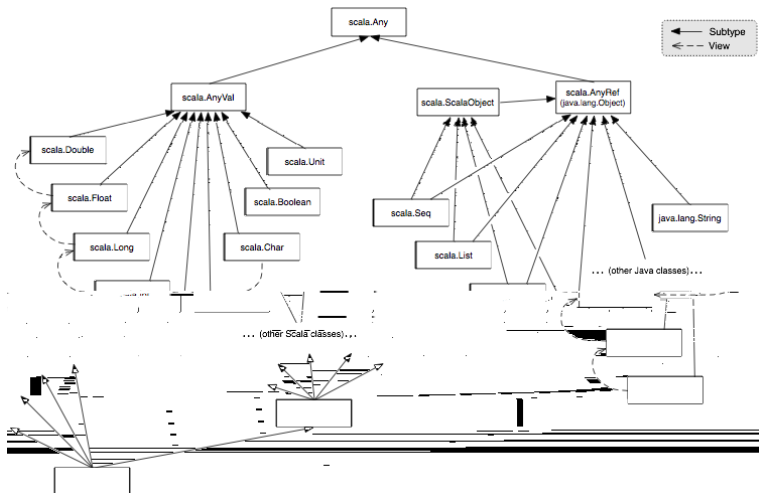 scala.Any
Subtype
View
scala.AnyVal
scala.ScalaObject
scala.AnyRef
(java.lang.Object)
scala.Double
scala.Unit
scala.Float
scala.Boolean
scala.Seq
java.lang.String
scala.Long
scala.Char
scala.List
... (other Java classes)...
... (other Scala classes)...